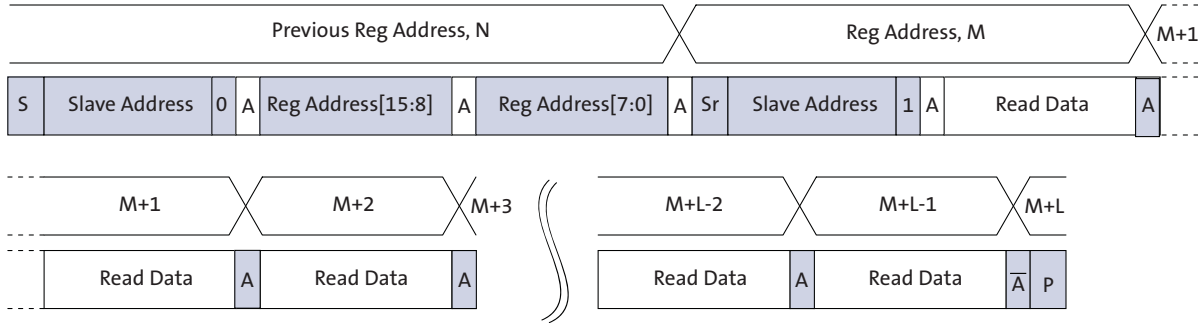 Previous Reg Address, N Reg Address, M M+1
S Slave Address 0 A Reg Address[15:8] A Reg Address[7:0] A Sr Slave Address 1 A Read Data A
M+1 M+2 M+3 M+L-2 M+L-1 M+L
Read Data A Read Data A Read Data A Read Data A̅ P